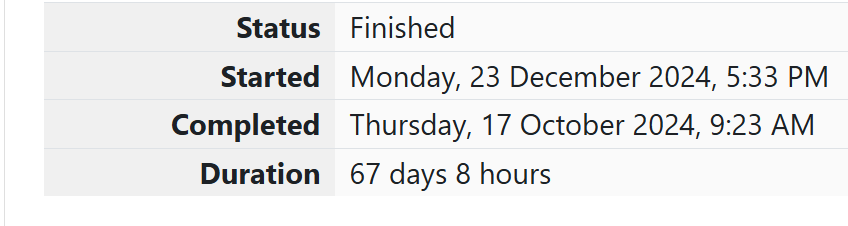 Status Finished
Started Monday, 23 December 2024, 5:33 PM
Completed Thursday, 17 October 2024, 9:23 AM
Duration 67 days 8 hours